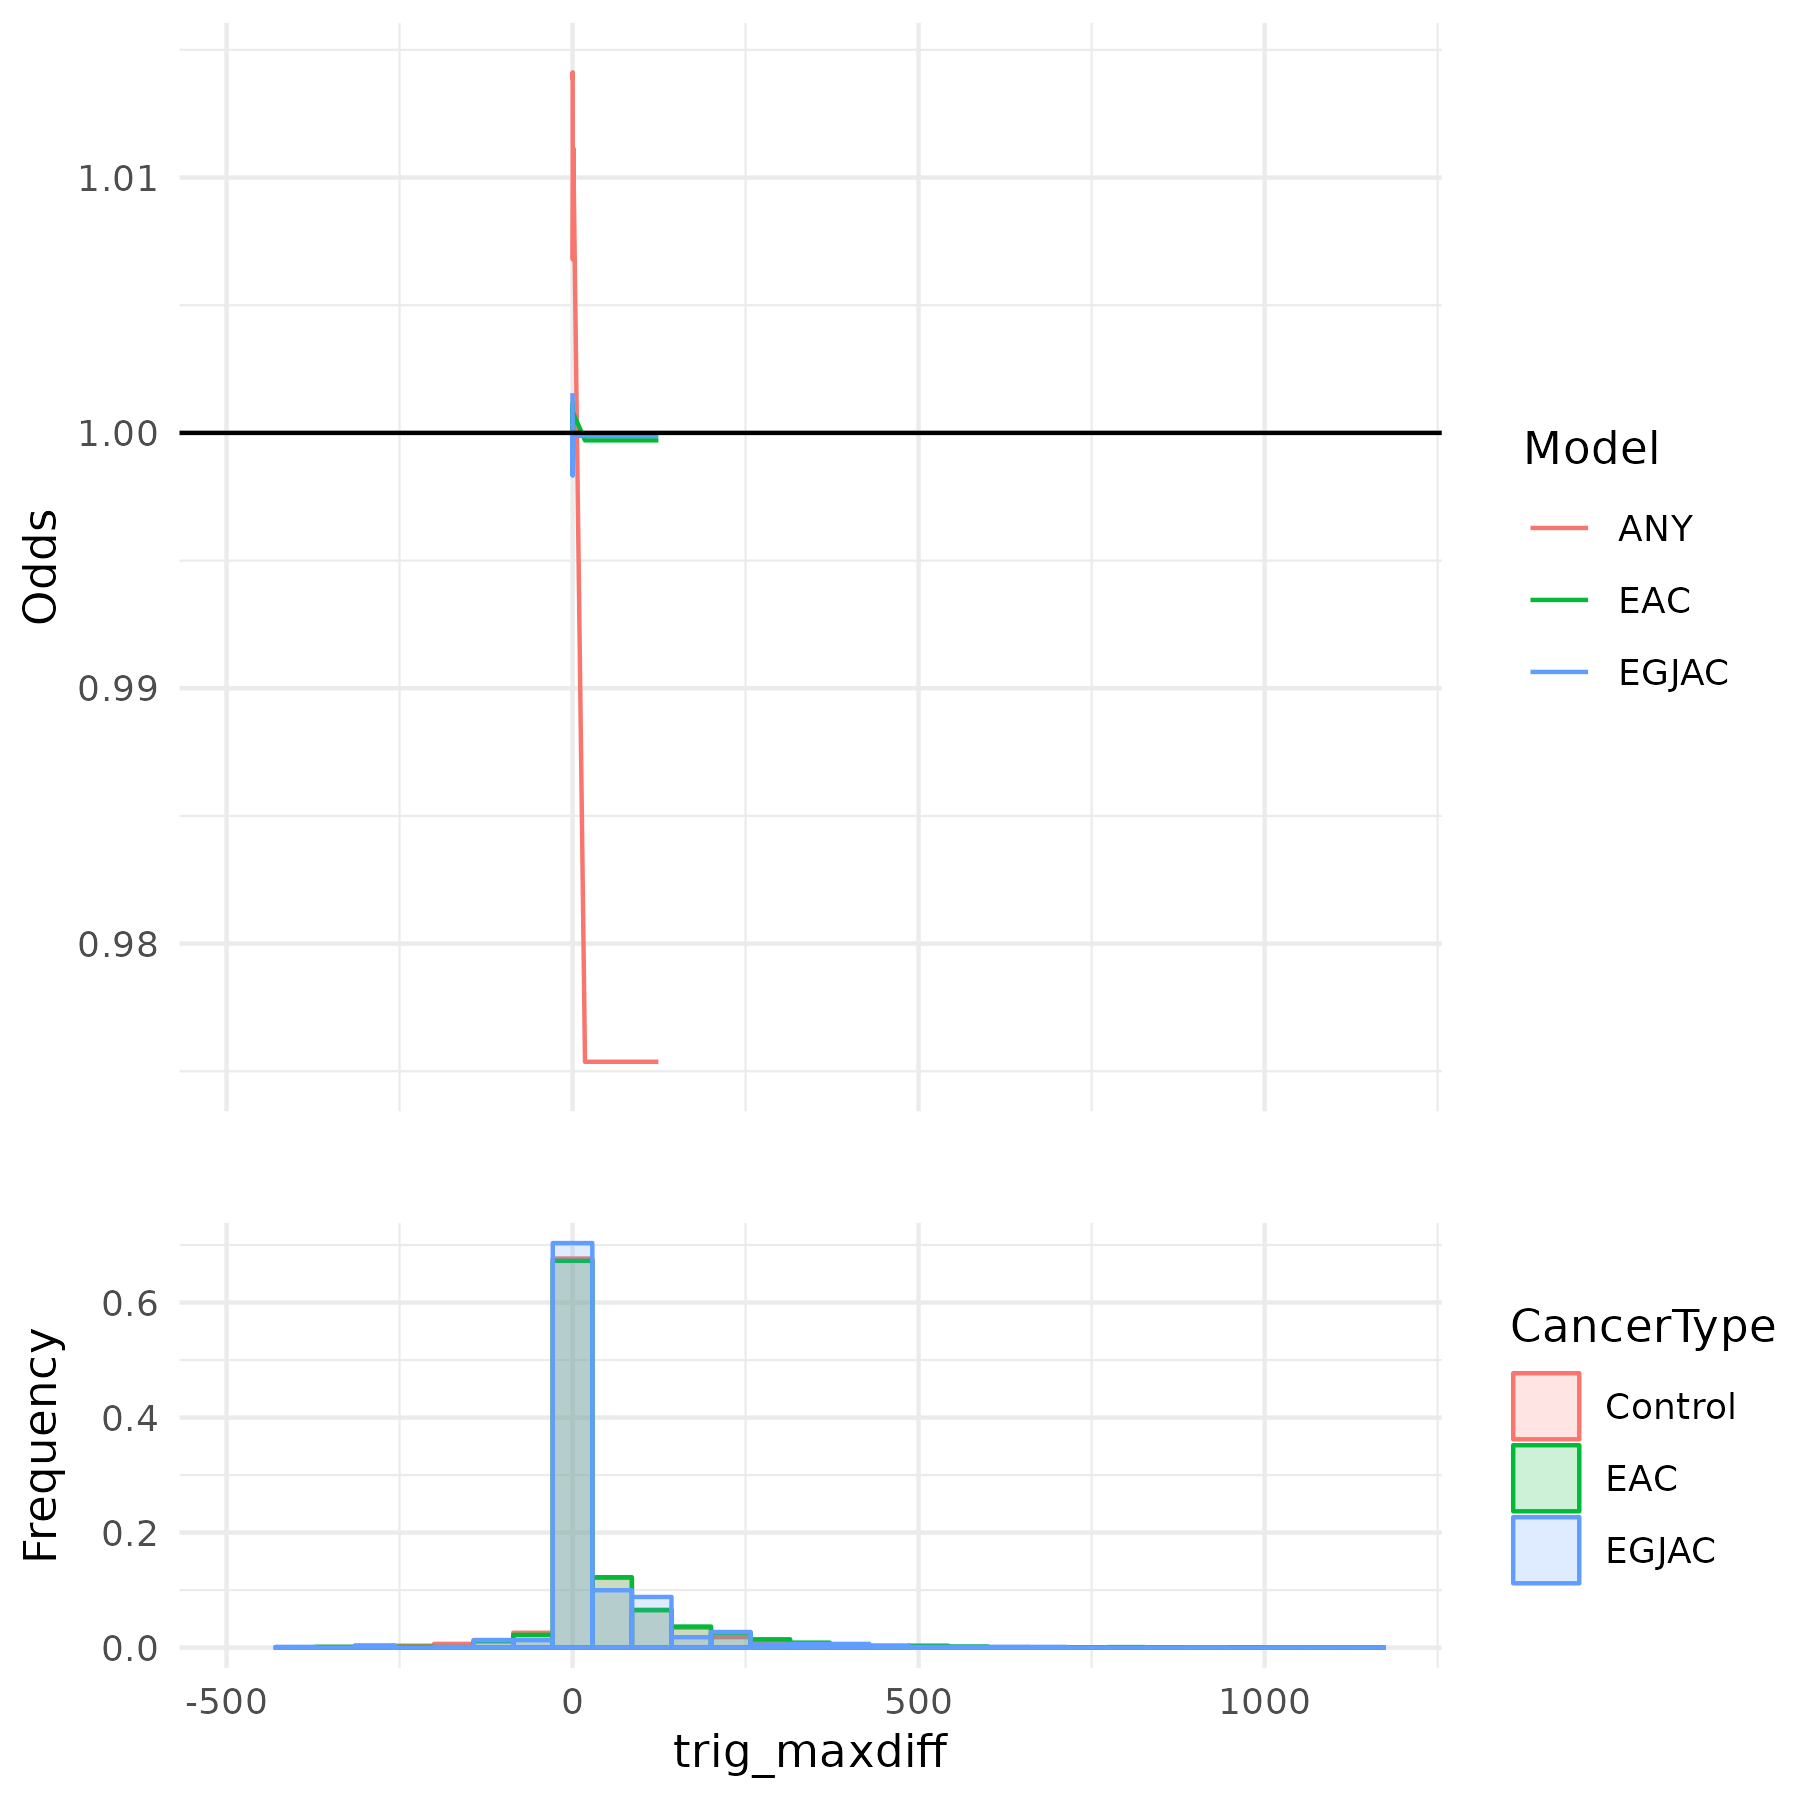 1.01
1.00
0.99
0.98
Odds
Model
ANY
EAC
EGJAC
0.6
0.4
0.2
0.0
Frequency
-500
0
500
1000
trig_maxdiff
CancerType
Control
EAC
EGJAC